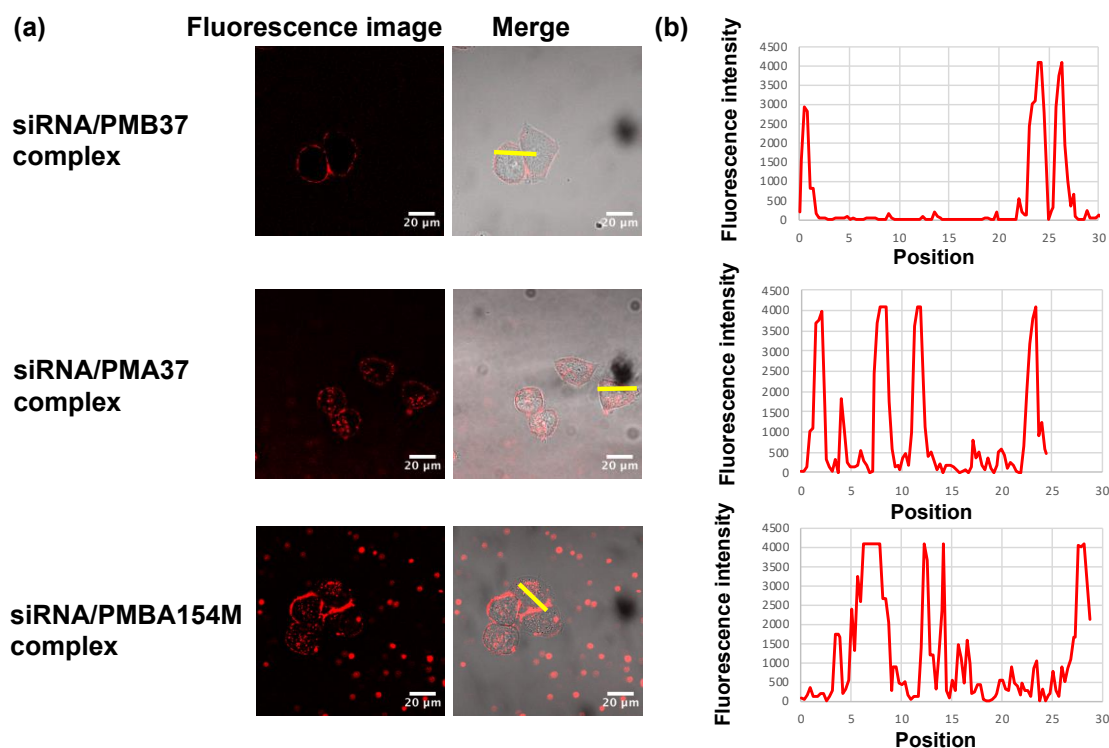 (a)
Fluorescence image
Merge
(b)
siRNA/PMB37
complex
20 µm
20 µm
Fluorescence intensity
4500
4000
3500
3000
2500
2000
1500
1000
500
0
0 5 10 15 20 25 30
Position
siRNA/PMA37
complex
20 µm
20 µm
Fluorescence intensity
4500
4000
3500
3000
2500
2000
1500
1000
500
0
0 5 10 15 20 25 30
Position
siRNA/PMBA154M
complex
20 µm
20 µm
Fluorescence intensity
4500
4000
3500
3000
2500
2000
1500
1000
500
0
0 5 10 15 20 25 30
Position